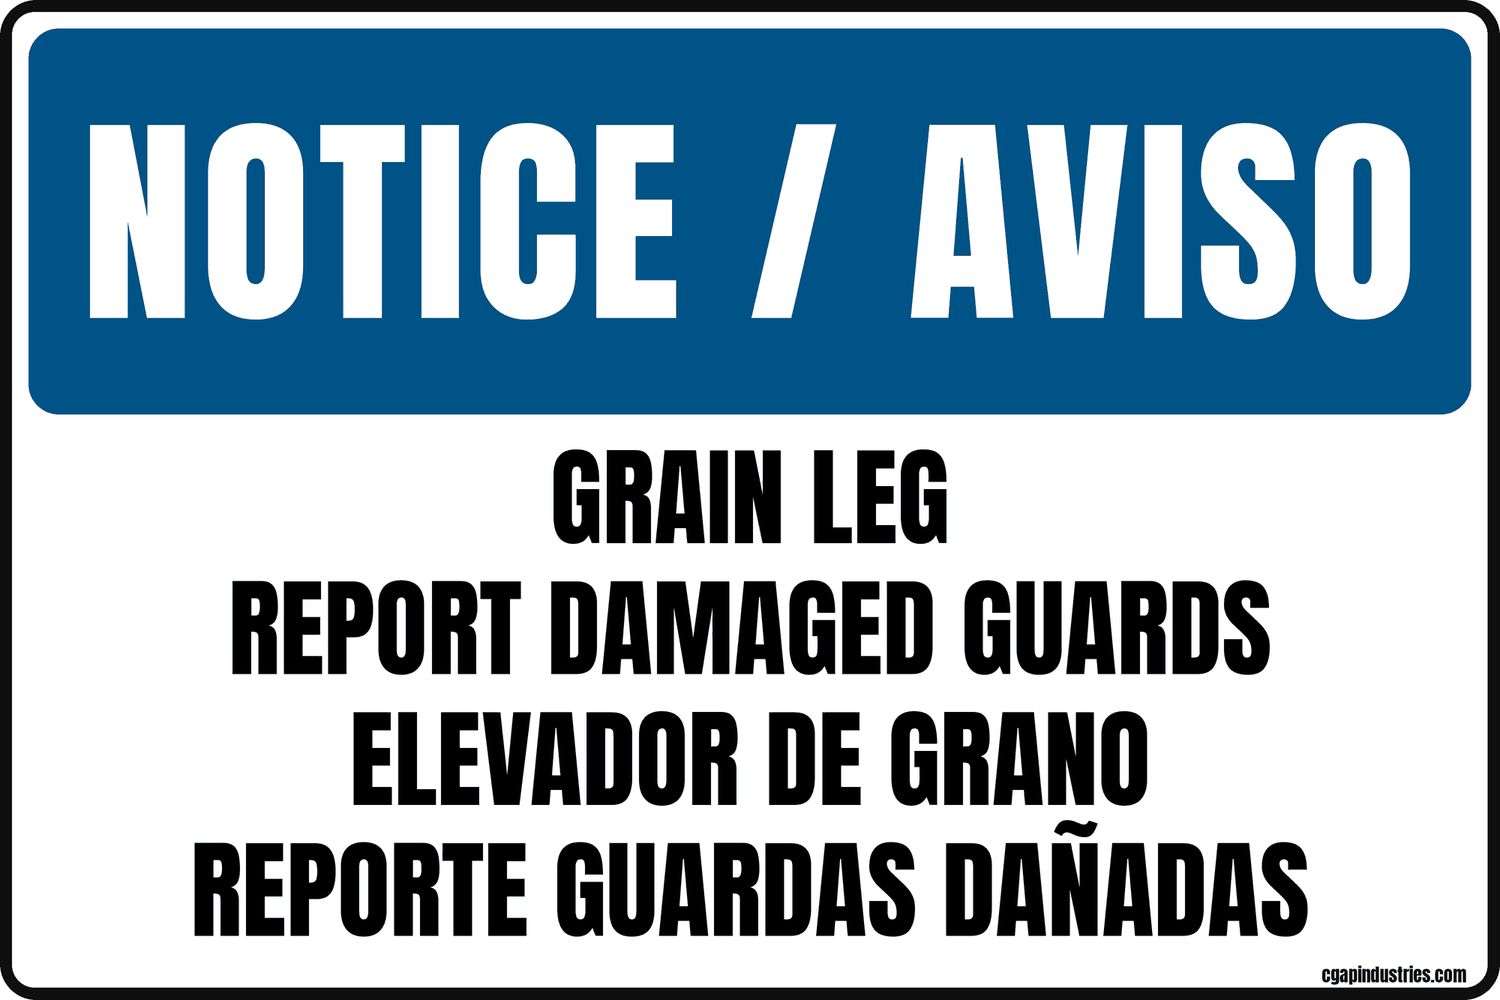 NOTICE / AVISO
GRAIN LEG
REPORT DAMAGED GUARDS
ELEVADOR DE GRANO
REPORTE GUARDAS DAÑADAS
cgapindustries.com